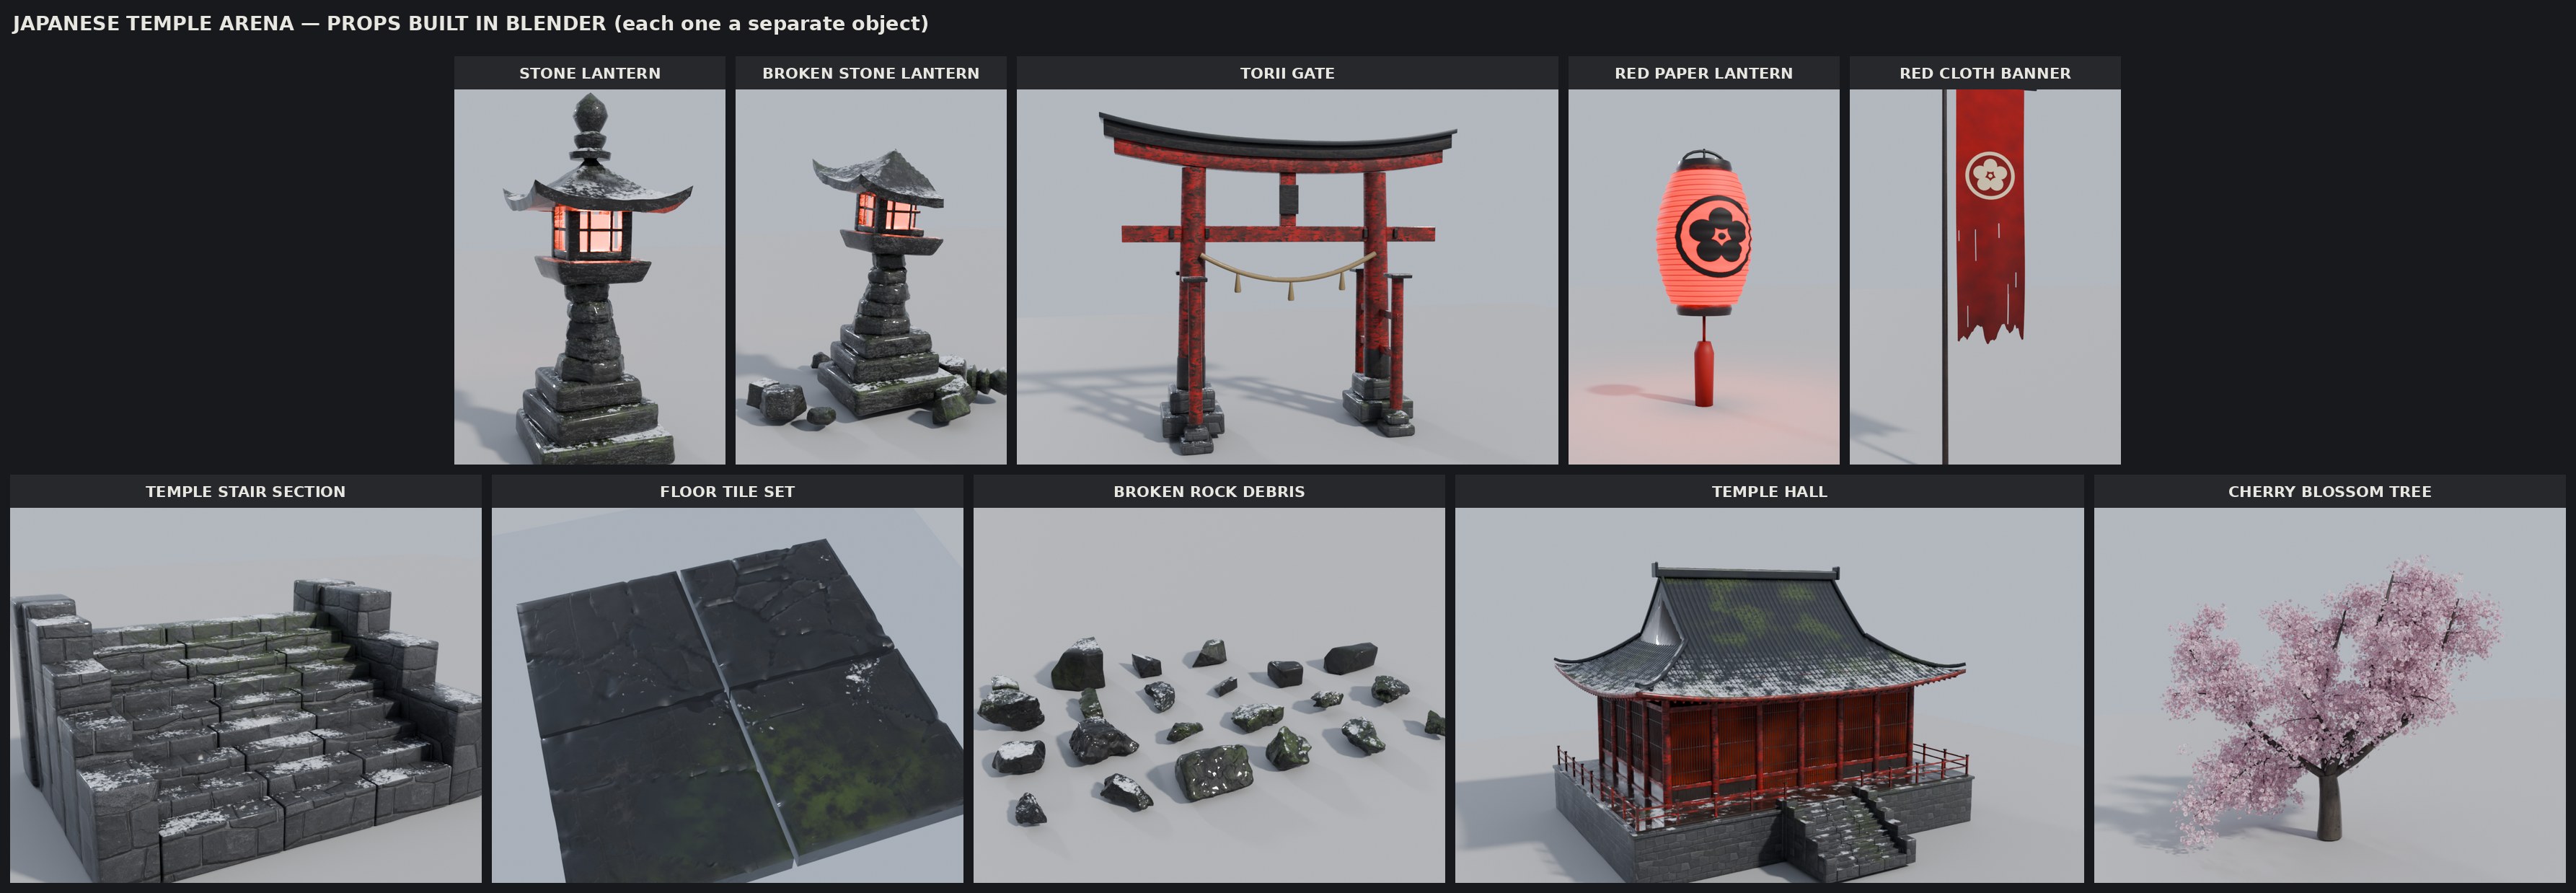 JAPANESE TEMPLE ARENA — PROPS BUILT IN BLENDER (each one a separate object)
STONE LANTERN
BROKEN STONE LANTERN
TORII GATE
RED PAPER LANTERN
RED CLOTH BANNER
TEMPLE STAIR SECTION
FLOOR TILE SET
BROKEN ROCK DEBRIS
TEMPLE HALL
CHERRY BLOSSOM TREE